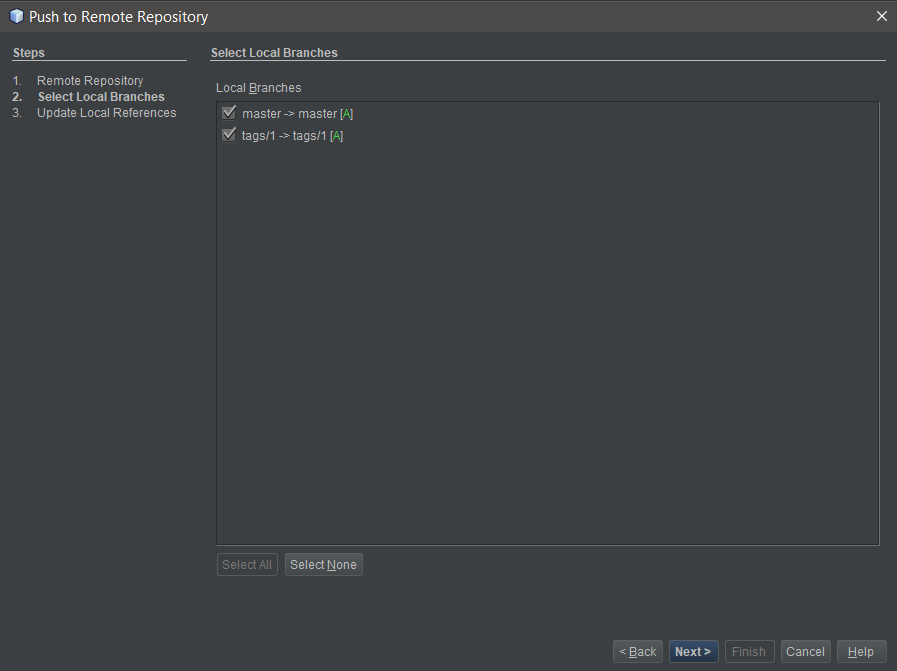 Push to Remote Repository
Steps
1. Remote Repository
2. Select Local Branches
3. Update Local References
Select Local Branches
Local Branches
master -> master [A]
tags/1 -> tags/1 [A]
Select All
Select None
< Back
Next >
Finish
Cancel
Help